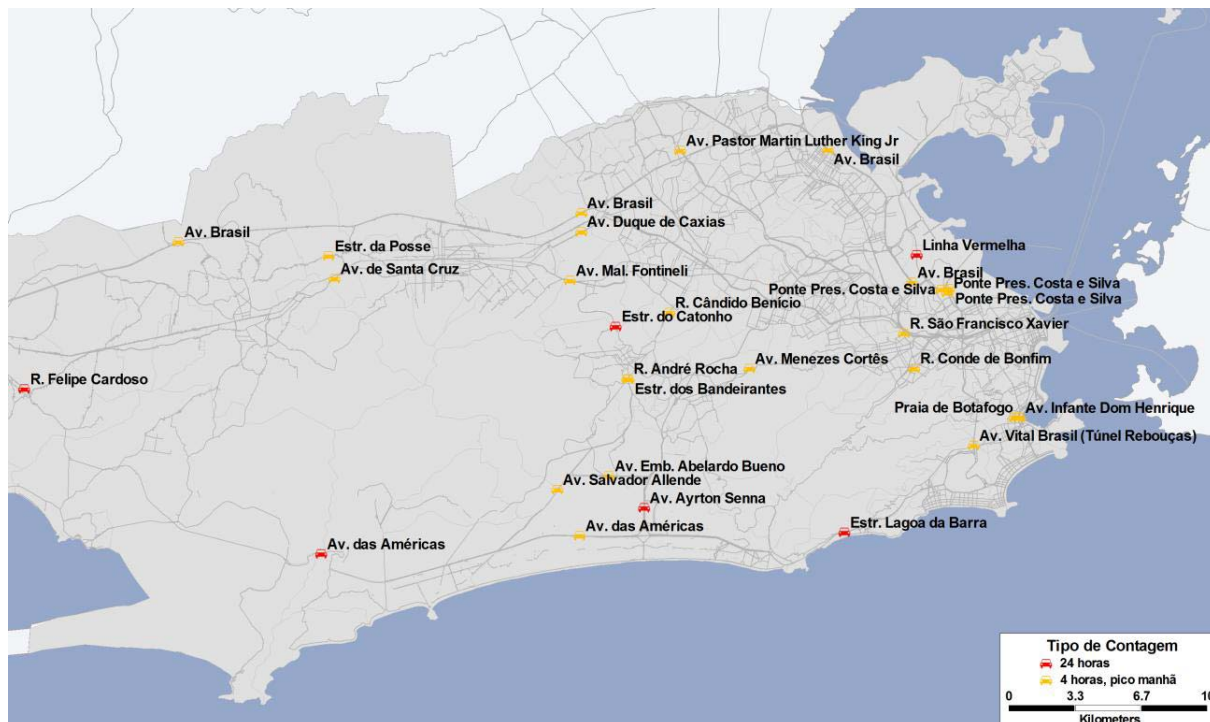 Av. Pastor Martin Luther King Jr
Av. Brasil
Av. Brasil
Av. Duque de Caxias
Av. Brasil
Estr. da Posse
Linha Vermelha
Av. de Santa Cruz
Av. Mal. Fontineli
Av. Brasil
Ponte Pres. Costa e Silva
Ponte Pres. Costa e Silva
Ponte Pres. Costa e Silva
R. Cândido Benício
Estr. do Catonho
R. São Francisco Xavier
Av. Menezes Cortês
R. Conde de Bonfim
R. André Rocha
R. Felipe Cardoso
Estr. dos Bandeirantes
Praia de Botafogo
Av. Infante Dom Henrique
Av. Vital Brasil (Túnel Rebouças)
Av. Emb. Abelardo Bueno
Av. Salvador Allende
Av. Ayrton Senna
Av. das Américas
Estr. Lagoa da Barra
Av. das Américas
Tipo de Contagem
24 horas
4 horas, pico manhã
0 3.3 6.7 10
Kilometers